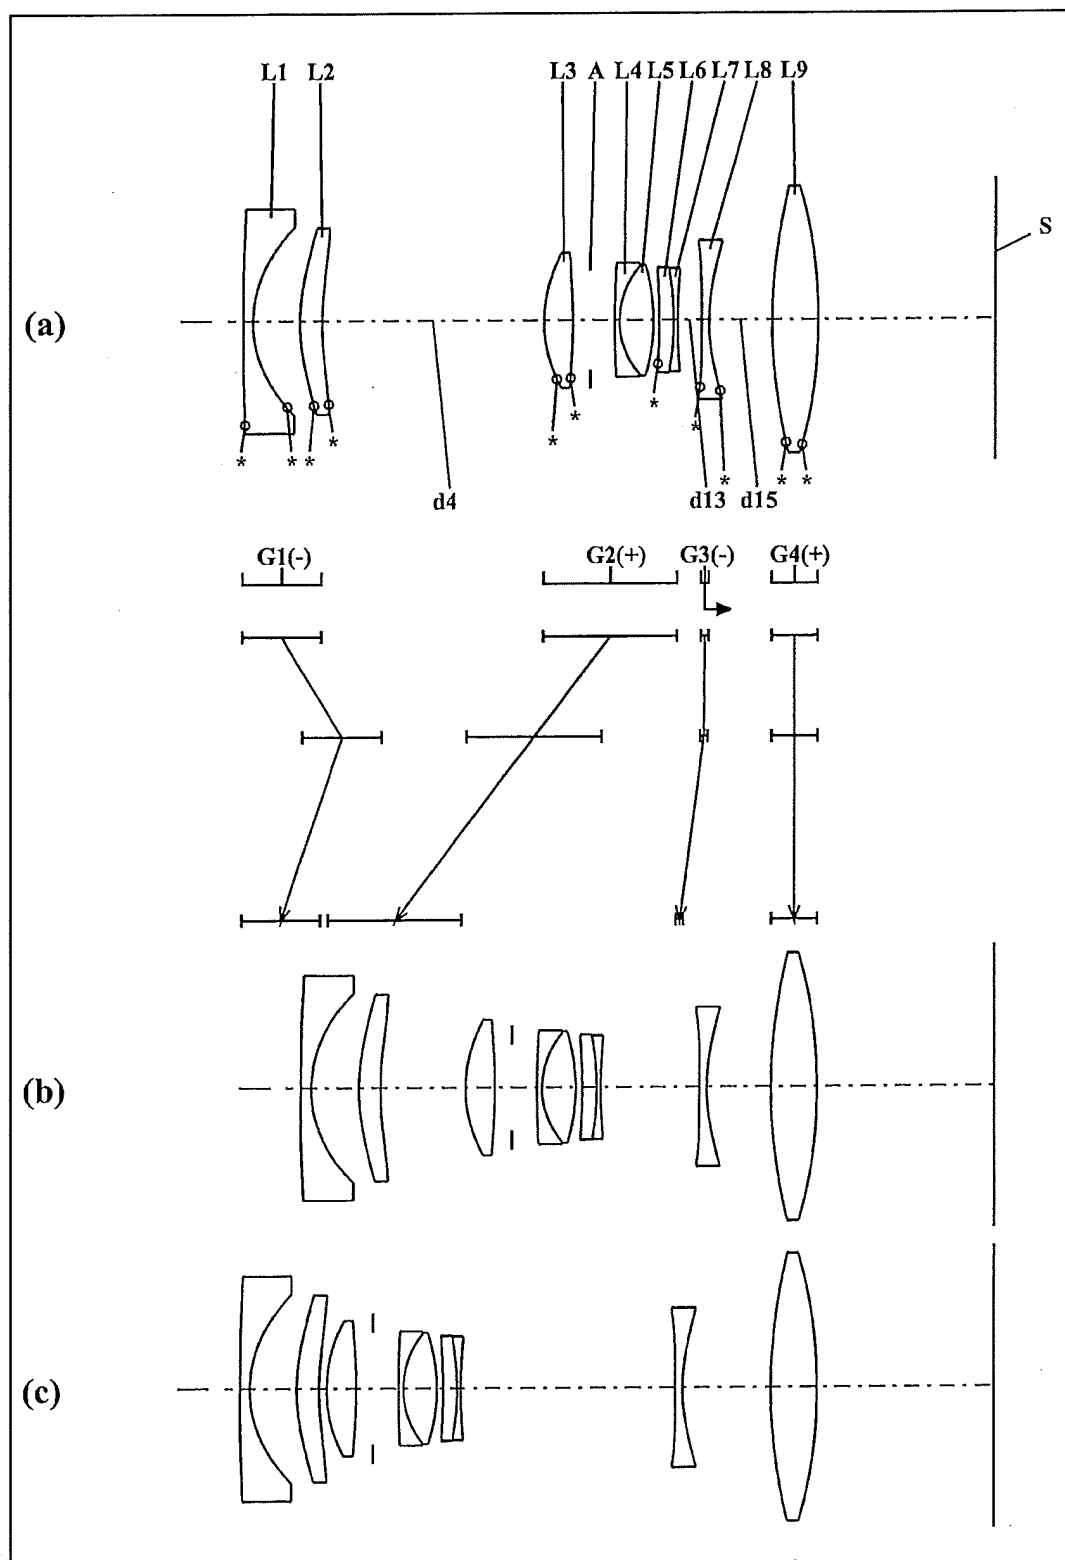 L1 L2 L3 A L4 L5 L6 L7 L8 L9
S
(a)
* * * * * * * * * * *
d4 d13 d15
G1(-) G2(+) G3(-) G4(+)
(b)
(c)